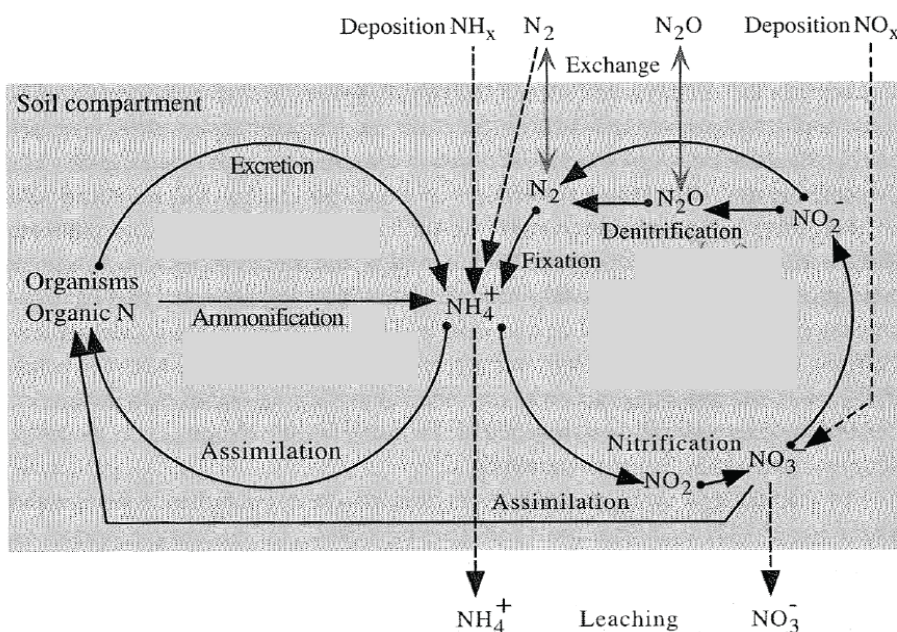 Deposition NHₓ N₂ N₂O Deposition NOₓ
Exchange
Soil compartment
Excretion
N₂ N₂O NO₂⁻
Denitrification
Fixation
Organisms
Organic N
Ammonification
NH₄⁺
Assimilation
Nitrification
NO₂⁻ NO₃⁻
Assimilation
NH₄⁺ Leaching NO₃⁻